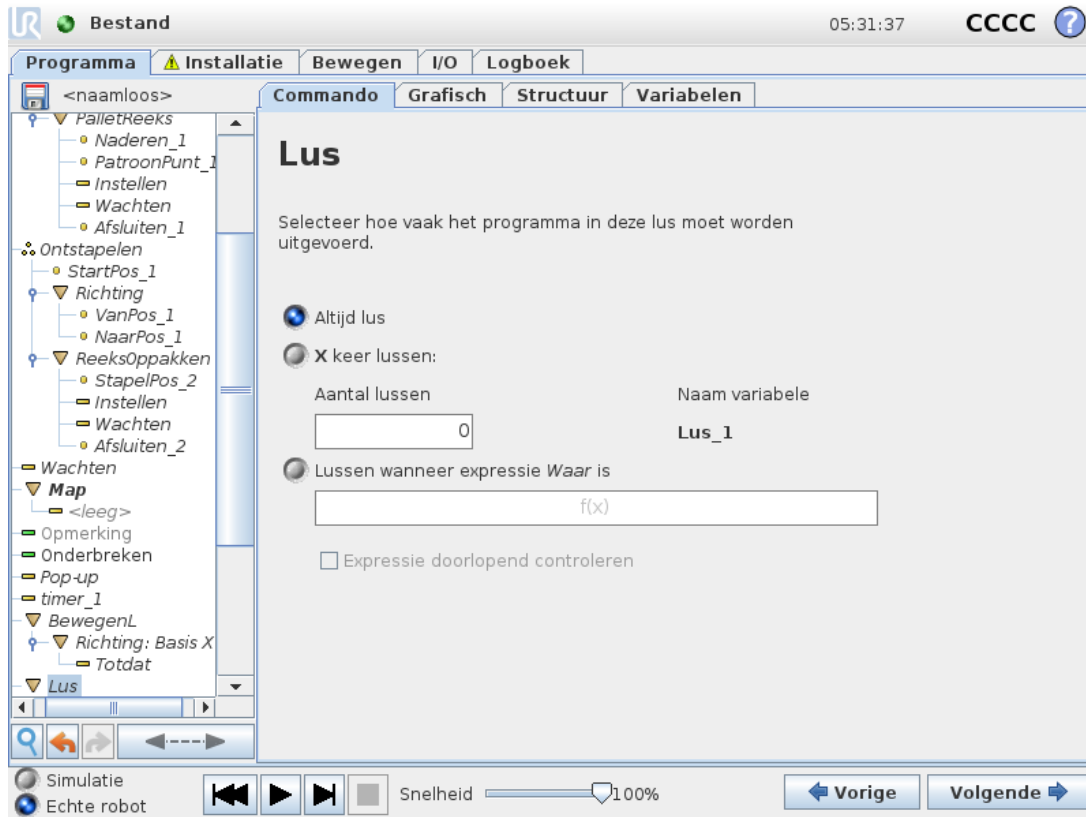 UR Bestand 05:31:37 CCCC ?
Programma Installatie Bewegen I/O Logboek
<naamloos>
Commando Grafisch Structuur Variabelen
PalletReeks
Naderen_1
PatroonPunt_1
Instellen
Wachten
Afsluiten_1
Ontstapelen
StartPos_1
Richting
VanPos_1
NaarPos_1
ReeksOppakken
StapelPos_2
Instellen
Wachten
Afsluiten_2
Wachten
Map
<leeg>
Opmerking
Onderbreken
Pop-up
timer_1
BewegenL
Richting: Basis X
Totdat
Lus
Lus
Selecteer hoe vaak het programma in deze lus moet worden
uitgevoerd.
Altijd lus
X keer lussen:
Aantal lussen Naam variabele
0 Lus_1
Lussen wanneer expressie Waar is
f(x)
Expressie doorlopend controleren
Simulatie
Echte robot
Snelheid 100%
Vorige Volgende